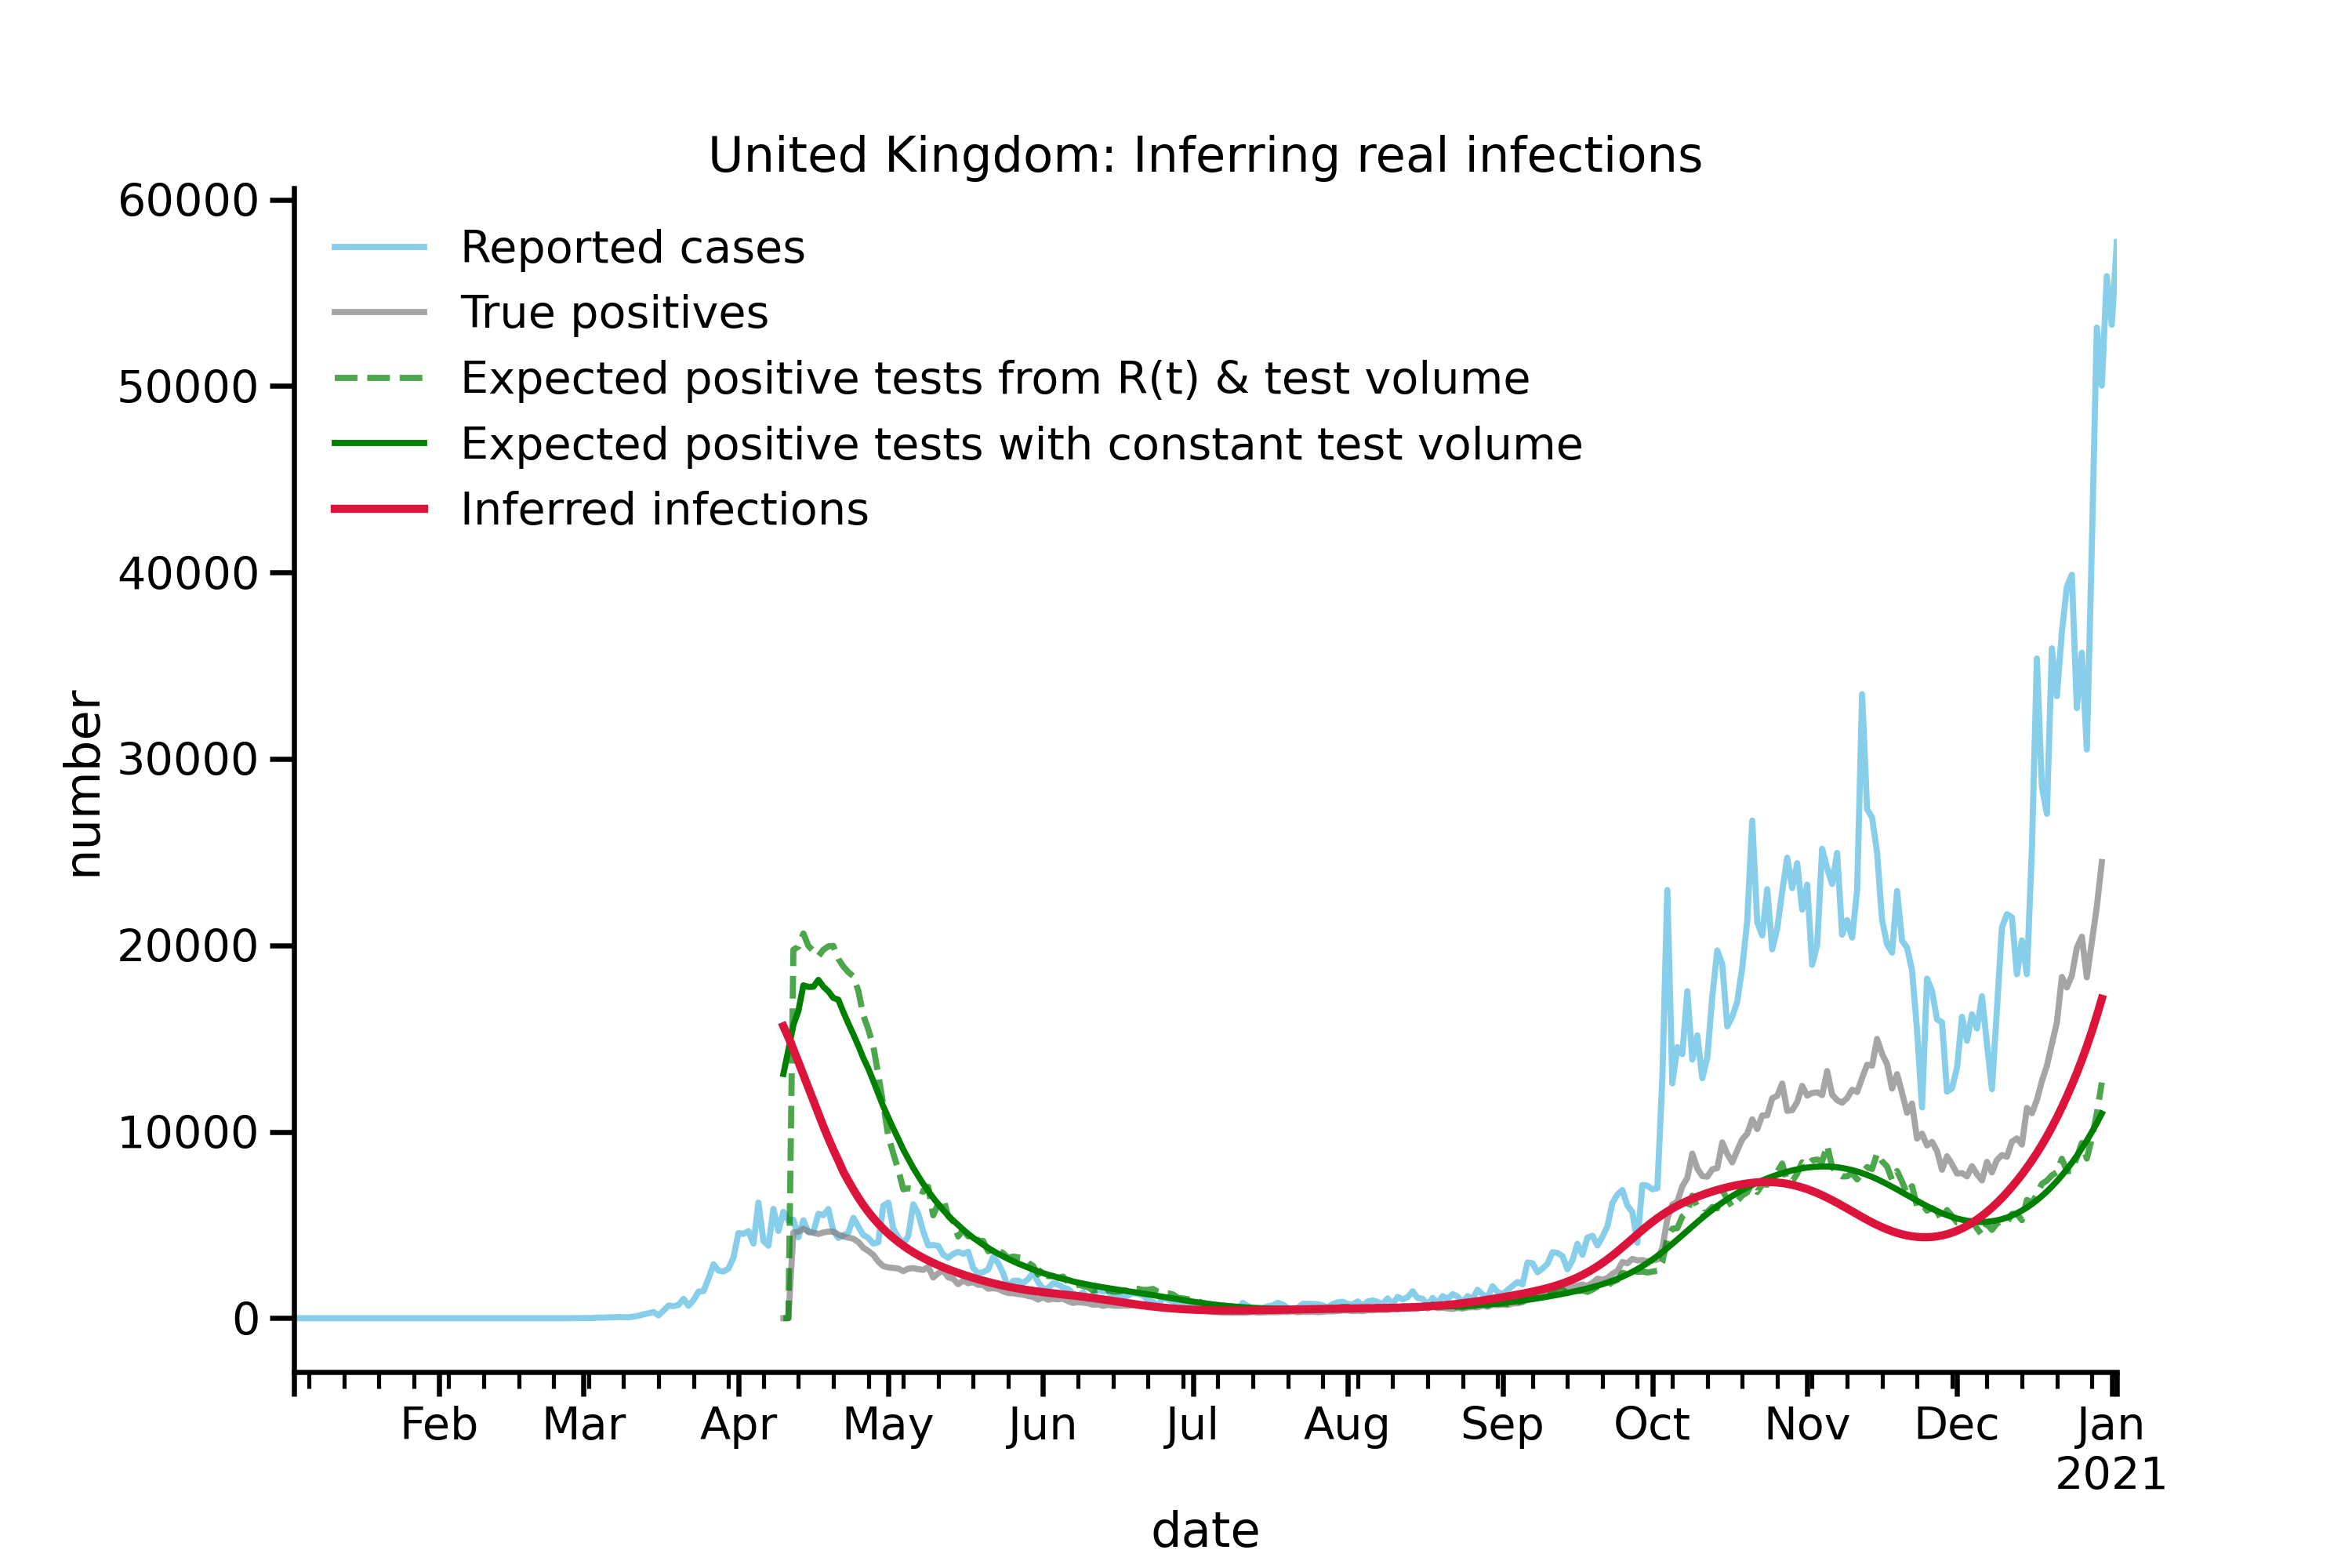 United Kingdom: Inferring real infections
60000
50000
40000
30000
20000
10000
0
number
Reported cases
True positives
Expected positive tests from R(t) & test volume
Expected positive tests with constant test volume
Inferred infections
Feb Mar Apr May Jun Jul Aug Sep Oct Nov Dec Jan
2021
date